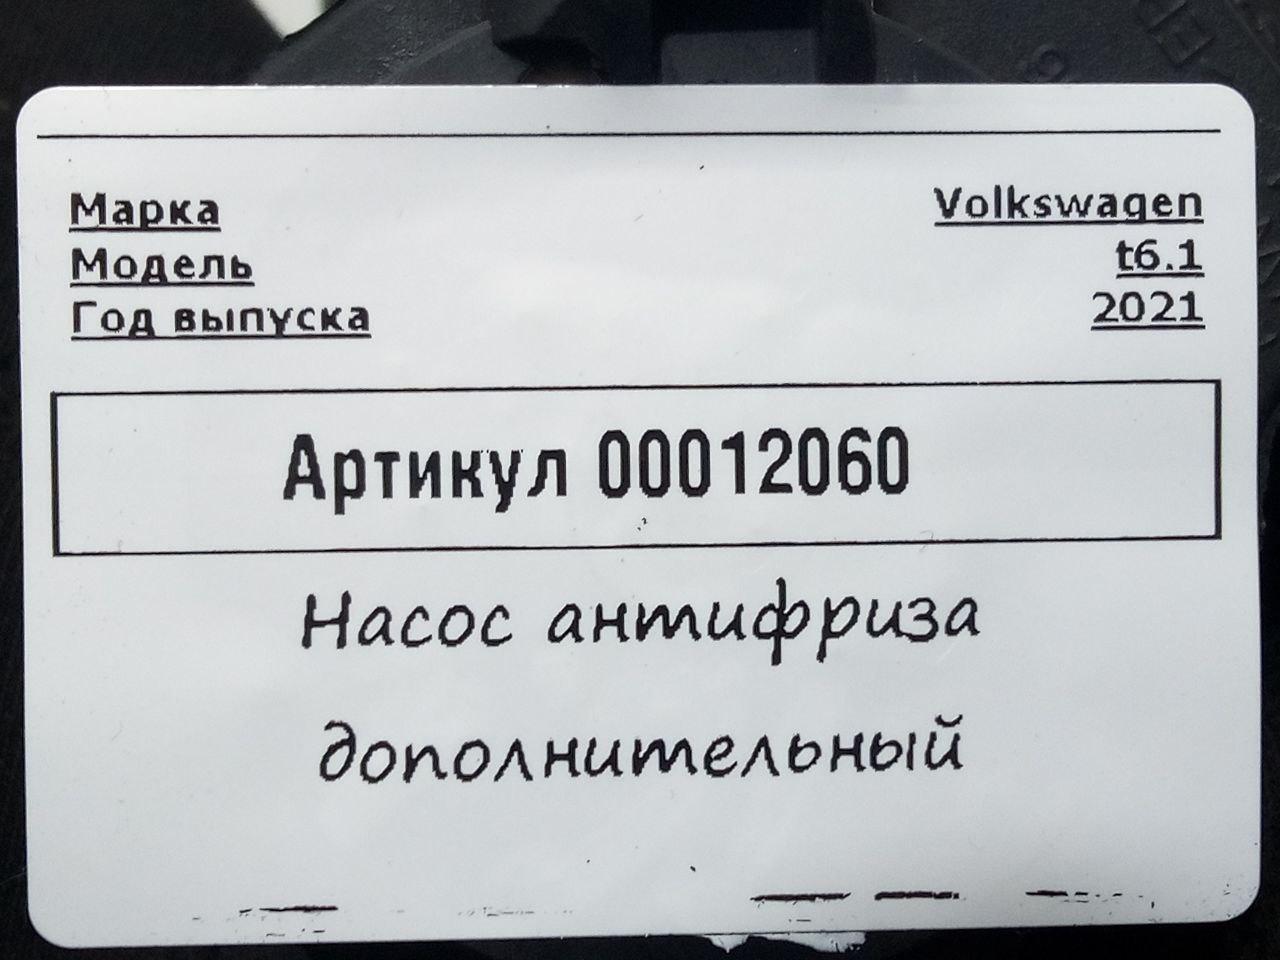 Марка Volkswagen
Модель t6.1
Год выпуска 2021
Артикул 00012060
Насос антифриза
дополнительный